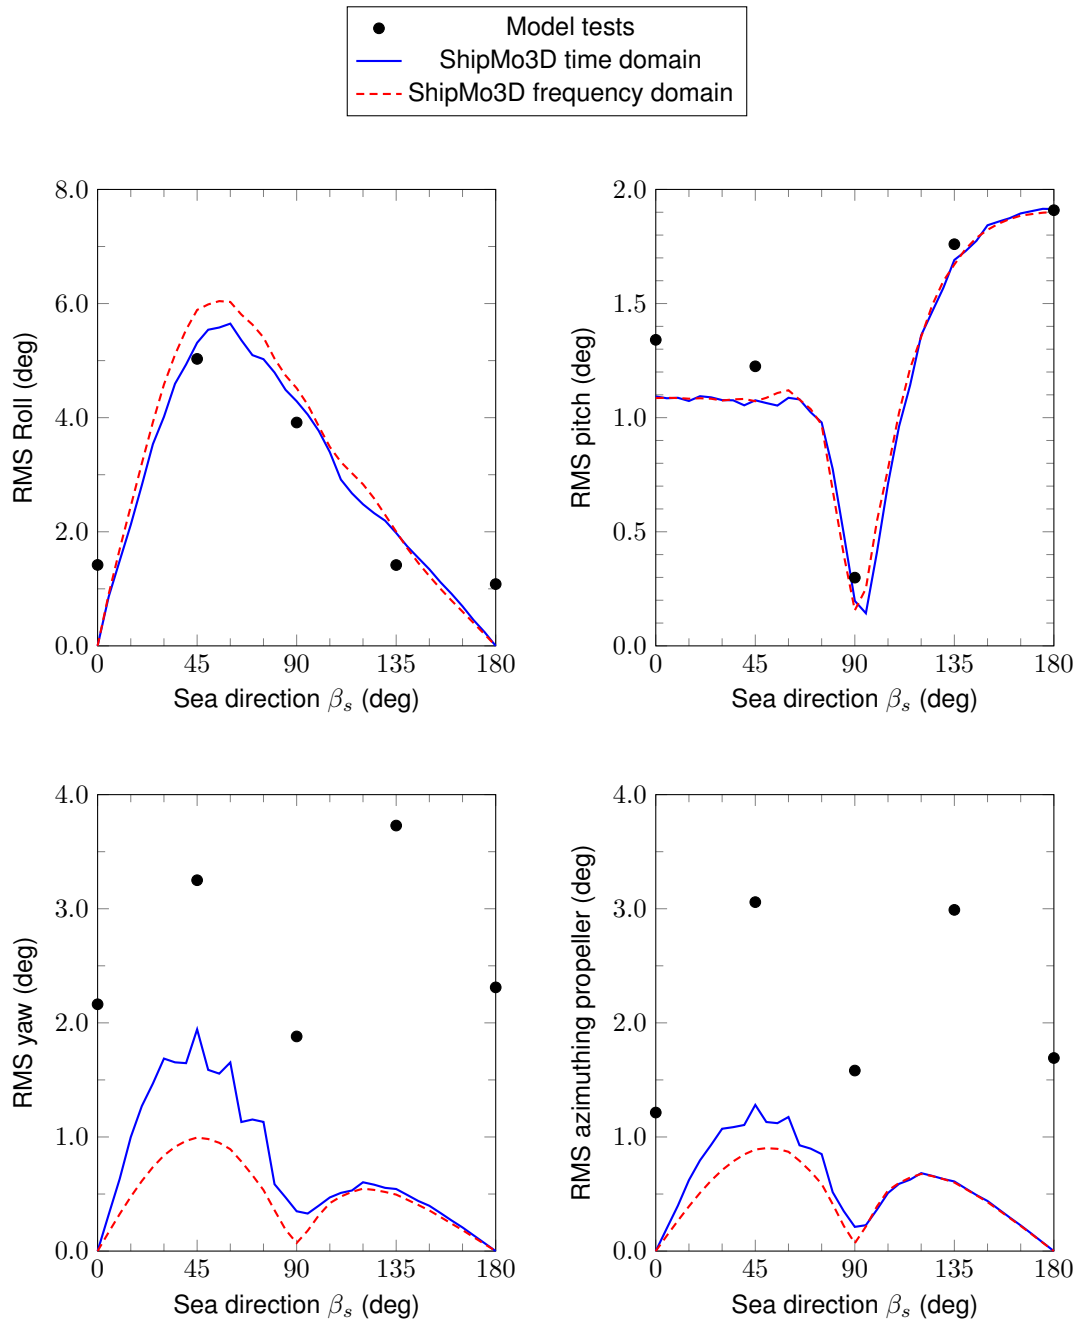 Model tests
ShipMo3D time domain
ShipMo3D frequency domain
8.0
6.0
4.0
2.0
0.0
0 45 90 135 180
RMS Roll (deg)
Sea direction βs (deg)
2.0
1.5
1.0
0.5
0.0
0 45 90 135 180
RMS pitch (deg)
Sea direction βs (deg)
4.0
3.0
2.0
1.0
0.0
0 45 90 135 180
RMS yaw (deg)
Sea direction βs (deg)
4.0
3.0
2.0
1.0
0.0
0 45 90 135 180
RMS azimuthing propeller (deg)
Sea direction βs (deg)